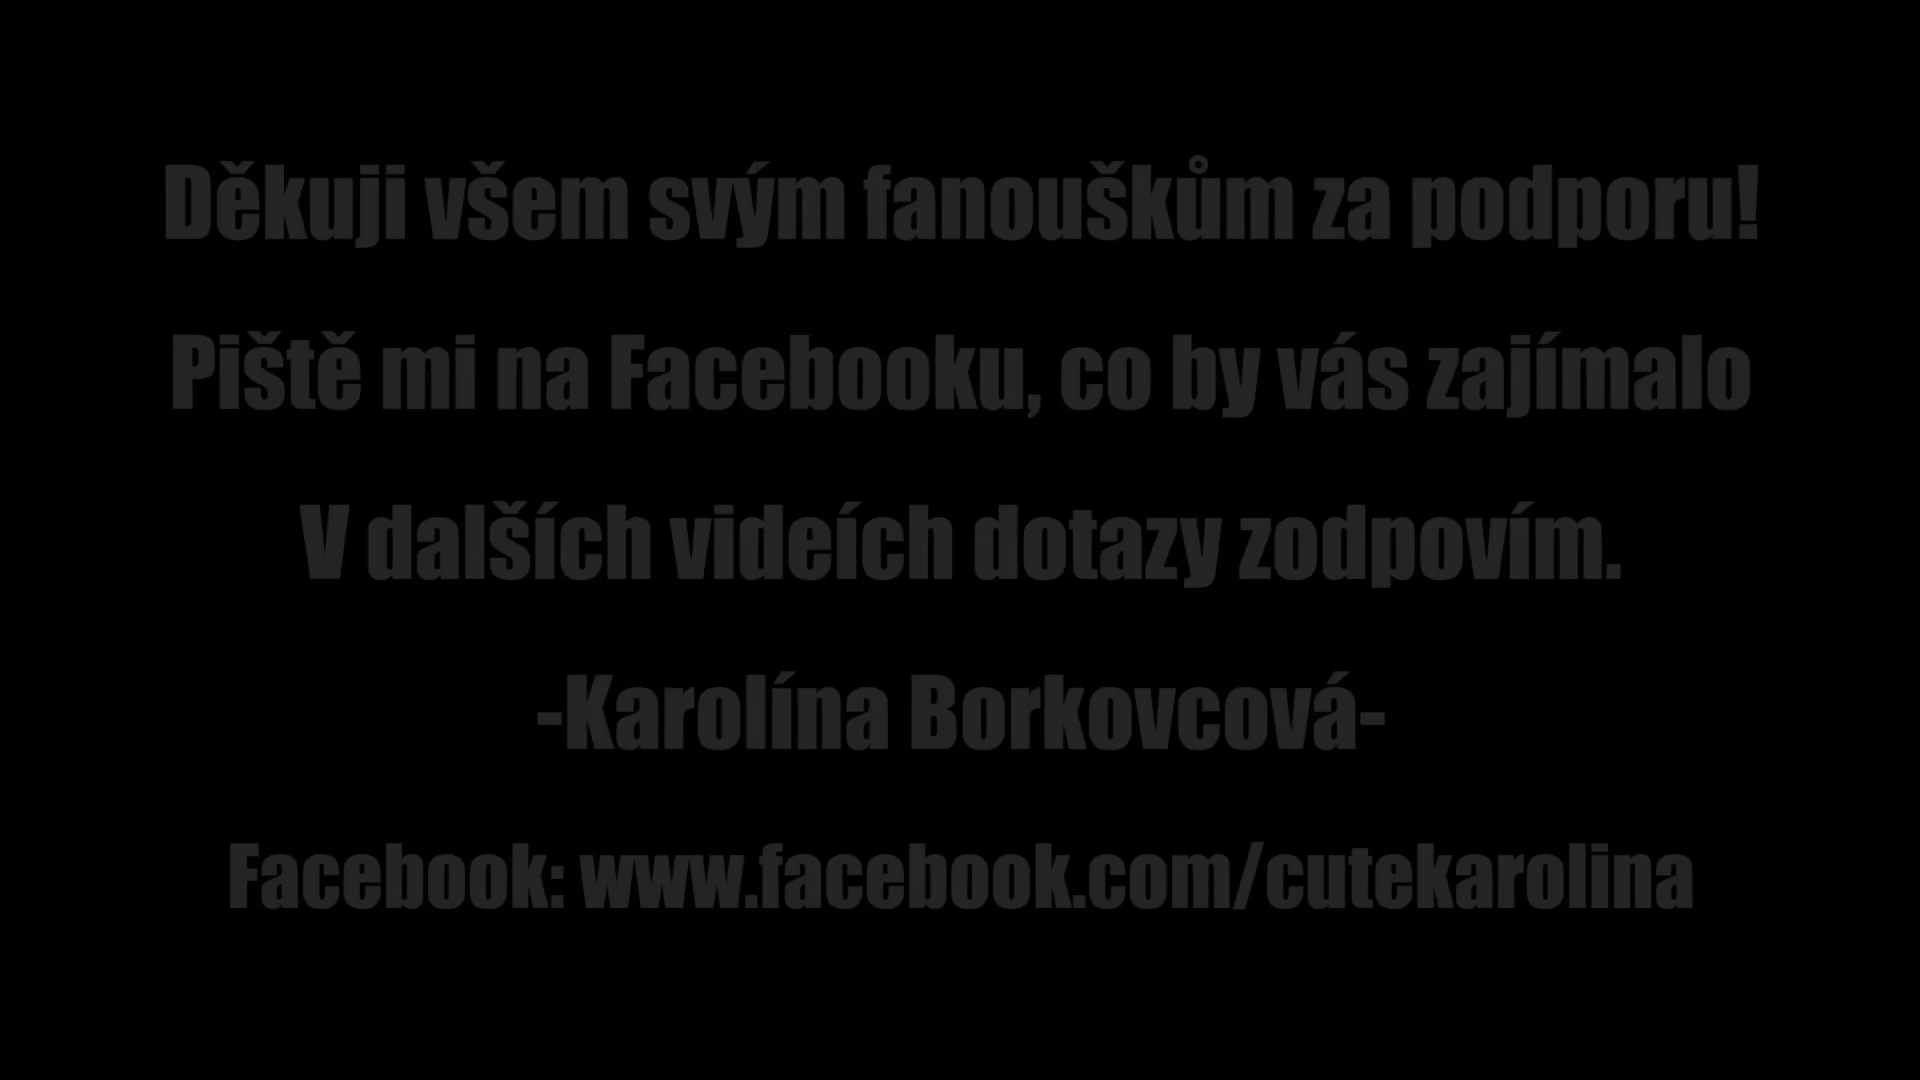 Děkuji všem svým fanouškům za podporu!
Piště mi na Facebooku, co by vás zajímalo
V dalších videích dotazy zodpovím.
-Karolína Borkovcová-
Facebook: www.facebook.com/cutekarolina